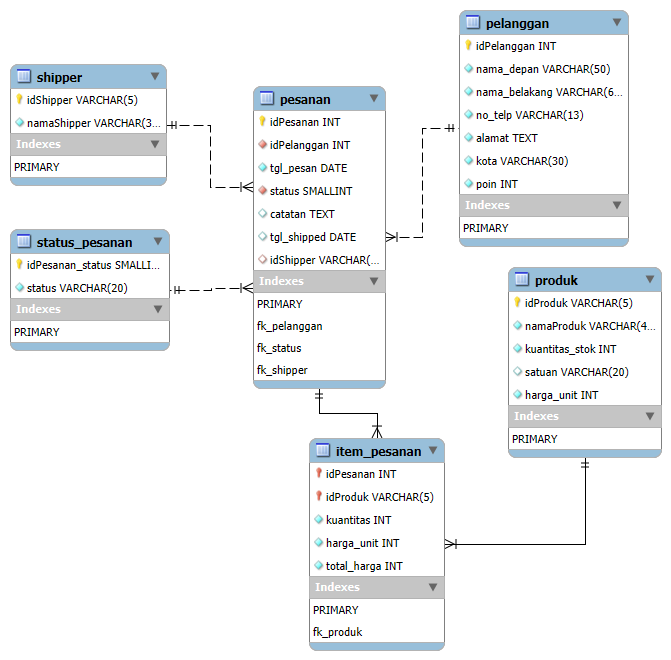 shipper
idShipper VARCHAR(5)
namaShipper VARCHAR(3...
Indexes
PRIMARY
status_pesanan
idPesanan_status SMALLI...
status VARCHAR(20)
Indexes
PRIMARY
pesanan
idPesanan INT
idPelanggan INT
tgl_pesan DATE
status SMALLINT
catatan TEXT
tgl_shipped DATE
idShipper VARCHAR(...
Indexes
PRIMARY
fk_pelanggan
fk_status
fk_shipper
pelanggan
idPelanggan INT
nama_depan VARCHAR(50)
nama_belakang VARCHAR(6...
no_telp VARCHAR(13)
alamat TEXT
kota VARCHAR(30)
poin INT
Indexes
PRIMARY
produk
idProduk VARCHAR(5)
namaProduk VARCHAR(4...
kuantitas_stok INT
satuan VARCHAR(20)
harga_unit INT
Indexes
PRIMARY
item_pesanan
idPesanan INT
idProduk VARCHAR(5)
kuantitas INT
harga_unit INT
total_harga INT
Indexes
PRIMARY
fk_produk